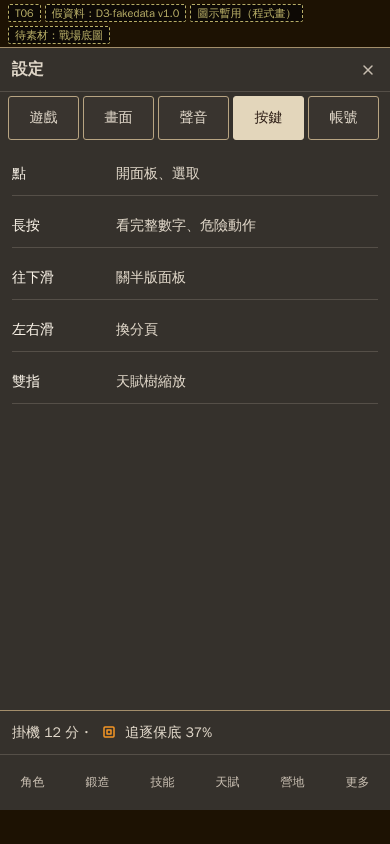 T06 假資料：D3-fakedata v1.0 圖示暫用（程式畫）
待素材：戰場底圖
設定 ×
遊戲 畫面 聲音 按鍵 帳號
點 開面板、選取
長按 看完整數字、危險動作
往下滑 關半版面板
左右滑 換分頁
雙指 天賦樹縮放
掛機 12 分・ 追逐保底 37%
角色 鍛造 技能 天賦 營地 更多